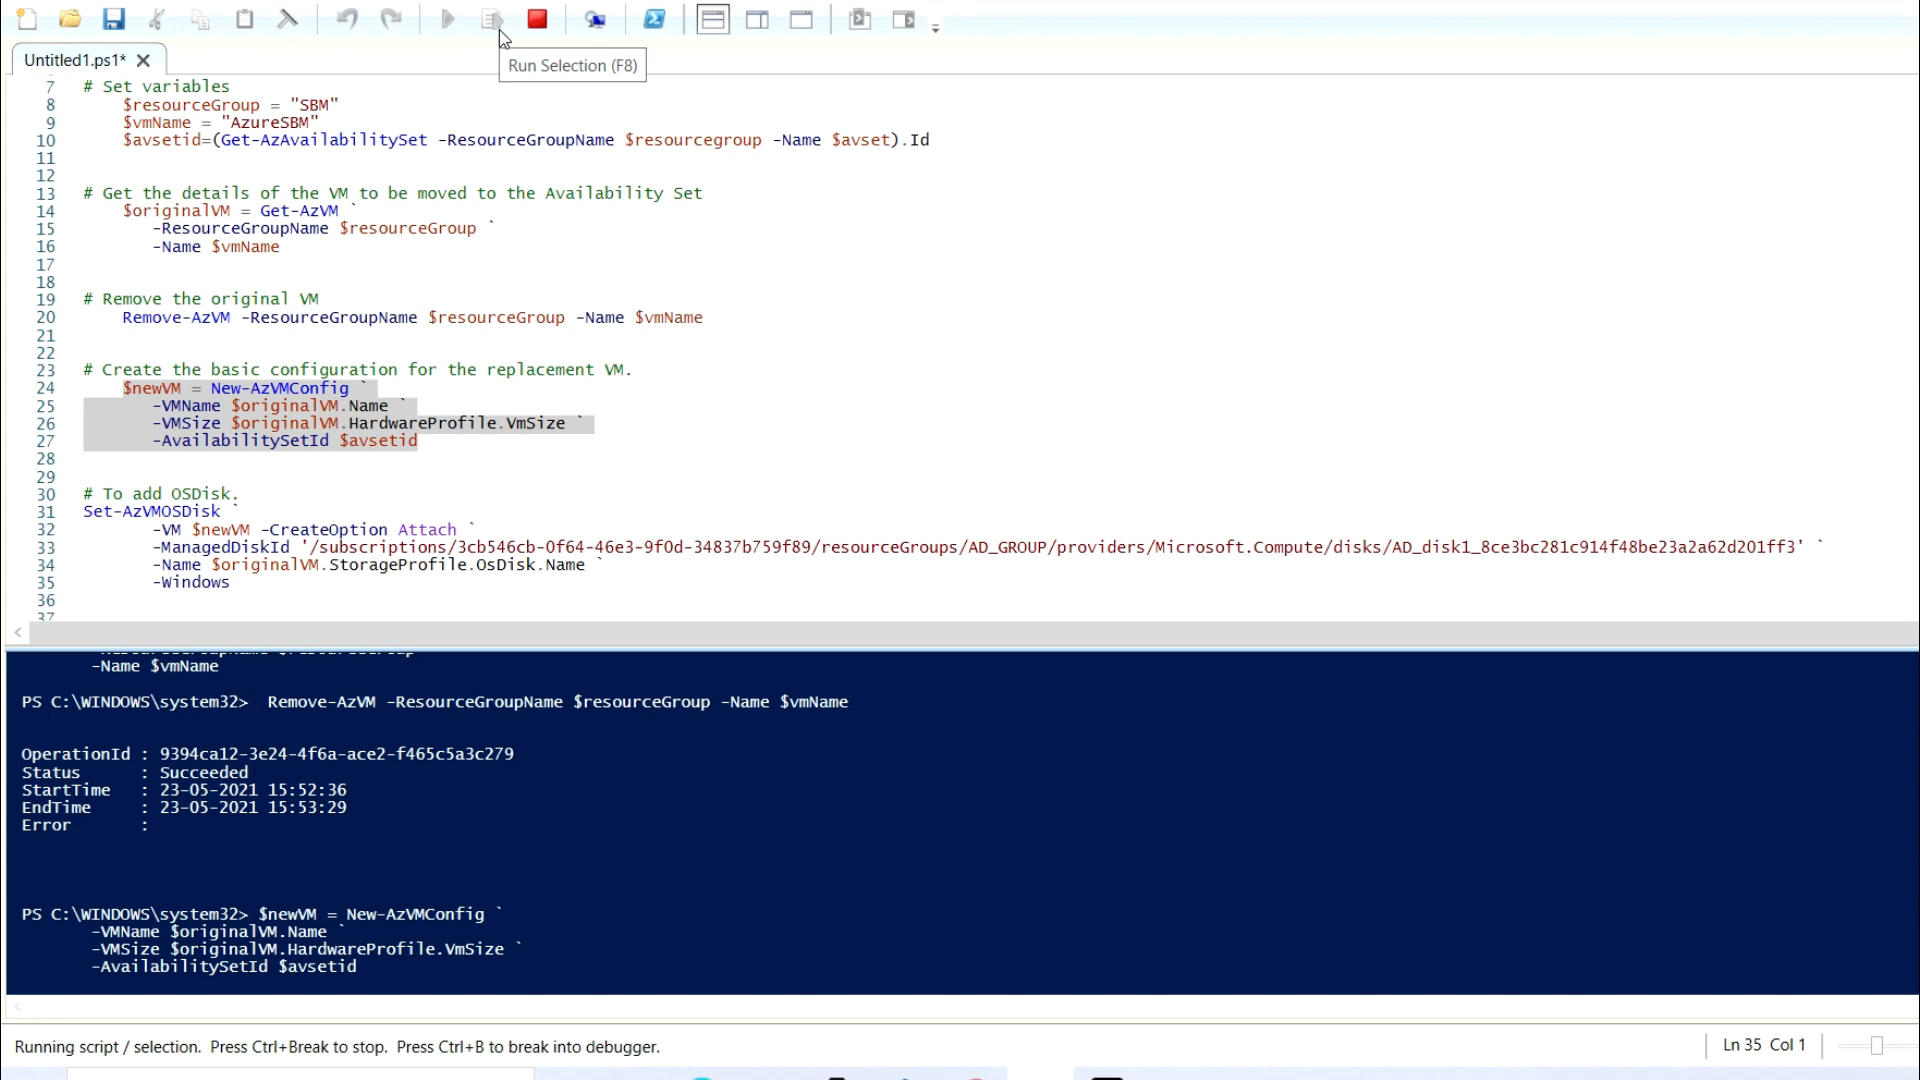 Untitled1.ps1*
Run Selection (F8)
7 # Set variables
8 $resourceGroup = "SBM"
9 $vmName = "AzureSBM"
10 $avsetid=(Get-AzAvailabilitySet -ResourceGroupName $resourcegroup -Name $avset).Id
11
12
13 # Get the details of the VM to be moved to the Availability Set
14 $originalVM = Get-AzVM `
15 -ResourceGroupName $resourceGroup `
16 -Name $vmName
17
18
19 # Remove the original VM
20 Remove-AzVM -ResourceGroupName $resourceGroup -Name $vmName
21
22
23 # Create the basic configuration for the replacement VM.
24 $newVM = New-AzVMConfig `
25 -VMName $originalVM.Name `
26 -VMSize $originalVM.HardwareProfile.VmSize `
27 -AvailabilitySetId $avsetid
28
29
30 # To add OSDisk.
31 Set-AzVMOSDisk `
32 -VM $newVM -CreateOption Attach `
33 -ManagedDiskId '/subscriptions/3cb546cb-0f64-46e3-9f0d-34837b759f89/resourceGroups/AD_GROUP/providers/Microsoft.Compute/disks/AD_disk1_8ce3bc281c914f48be23a2a62d201ff3' `
34 -Name $originalVM.StorageProfile.OsDisk.Name `
35 -Windows
36
37
-Name $vmName
PS C:\WINDOWS\system32> Remove-AzVM -ResourceGroupName $resourceGroup -Name $vmName
OperationId : 9394ca12-3e24-4f6a-ace2-f465c5a3c279
Status : Succeeded
StartTime : 23-05-2021 15:52:36
EndTime : 23-05-2021 15:53:29
Error :
PS C:\WINDOWS\system32> $newVM = New-AzVMConfig `
-VMName $originalVM.Name `
-VMSize $originalVM.HardwareProfile.VmSize `
-AvailabilitySetId $avsetid
Running script / selection. Press Ctrl+Break to stop. Press Ctrl+B to break into debugger.
Ln 35 Col 1